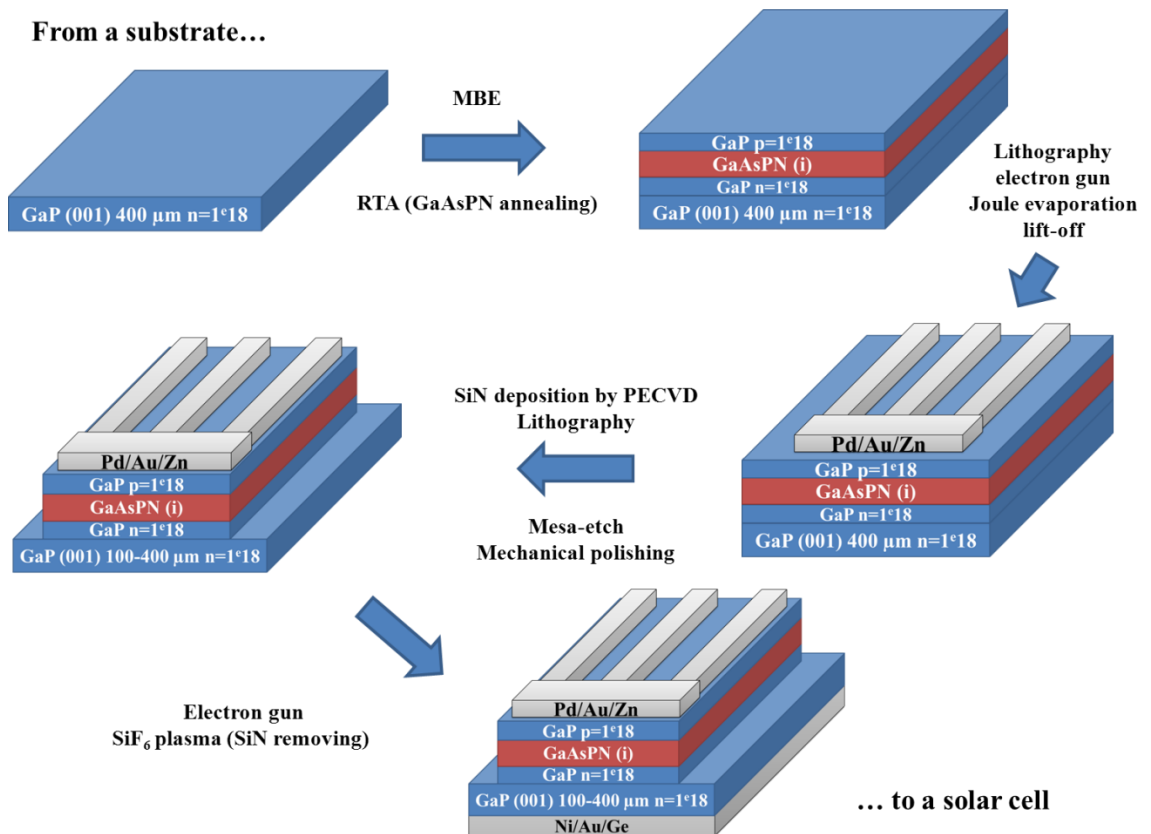 From a substrate…
GaP (001) 400 µm n=1ᵉ18
MBE
RTA (GaAsPN annealing)
GaP p=1ᵉ18
GaAsPN (i)
GaP n=1ᵉ18
GaP (001) 400 µm n=1ᵉ18
Lithography
electron gun
Joule evaporation
lift-off
Pd/Au/Zn
GaP p=1ᵉ18
GaAsPN (i)
GaP n=1ᵉ18
GaP (001) 400 µm n=1ᵉ18
SiN deposition by PECVD
Lithography
Mesa-etch
Mechanical polishing
Pd/Au/Zn
GaP p=1ᵉ18
GaAsPN (i)
GaP n=1ᵉ18
GaP (001) 100-400 µm n=1ᵉ18
Electron gun
SiF₆ plasma (SiN removing)
Pd/Au/Zn
GaP p=1ᵉ18
GaAsPN (i)
GaP n=1ᵉ18
GaP (001) 100-400 µm n=1ᵉ18
Ni/Au/Ge
… to a solar cell